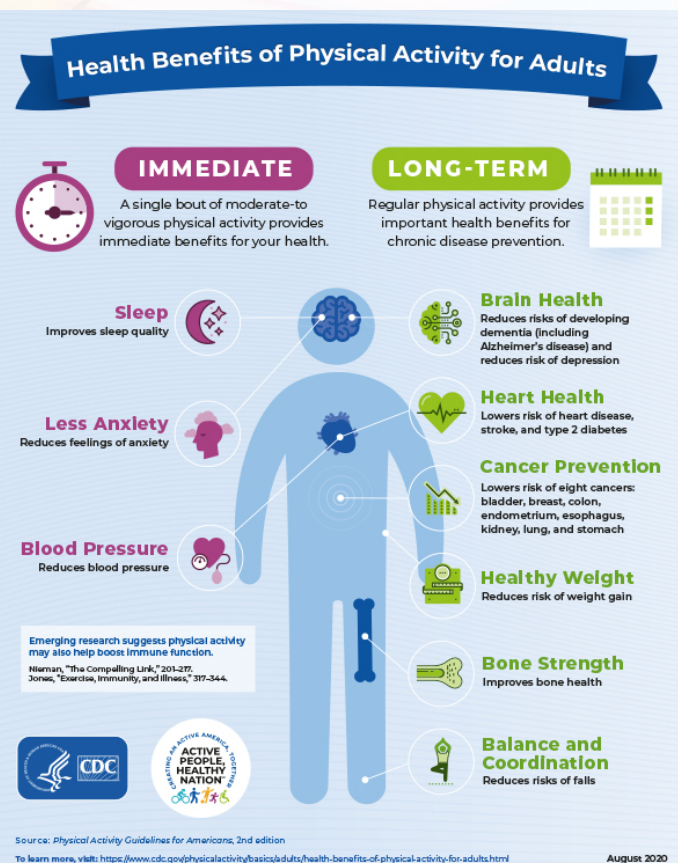 Health Benefits of Physical Activity for Adults
IMMEDIATE
A single bout of moderate-to
vigorous physical activity provides
immediate benefits for your health.
LONG-TERM
Regular physical activity provides
important health benefits for
chronic disease prevention.
Sleep
Improves sleep quality
Less Anxiety
Reduces feelings of anxiety
Blood Pressure
Reduces blood pressure
Brain Health
Reduces risks of developing
dementia (including
Alzheimer's disease) and
reduces risk of depression
Heart Health
Lowers risk of heart disease,
stroke, and type 2 diabetes
Cancer Prevention
Lowers risk of eight cancers:
bladder, breast, colon,
endometrium, esophagus,
kidney, lung, and stomach
Healthy Weight
Reduces risk of weight gain
Bone Strength
Improves bone health
Balance and
Coordination
Reduces risks of falls
Emerging research suggests physical activity
may also help boost immune function.
Nieman, "The Compelling Link," 201–217.
Jones, "Exercise, Immunity, and Illness," 317–344.
CDC
CREATING AN ACTIVE AMERICA, TOGETHER
ACTIVE
PEOPLE,
HEALTHY
NATION
Source: Physical Activity Guidelines for Americans, 2nd edition
To learn more, visit: https://www.cdc.gov/physicalactivity/basics/adults/health-benefits-of-physical-activity-for-adults.html
August 2020